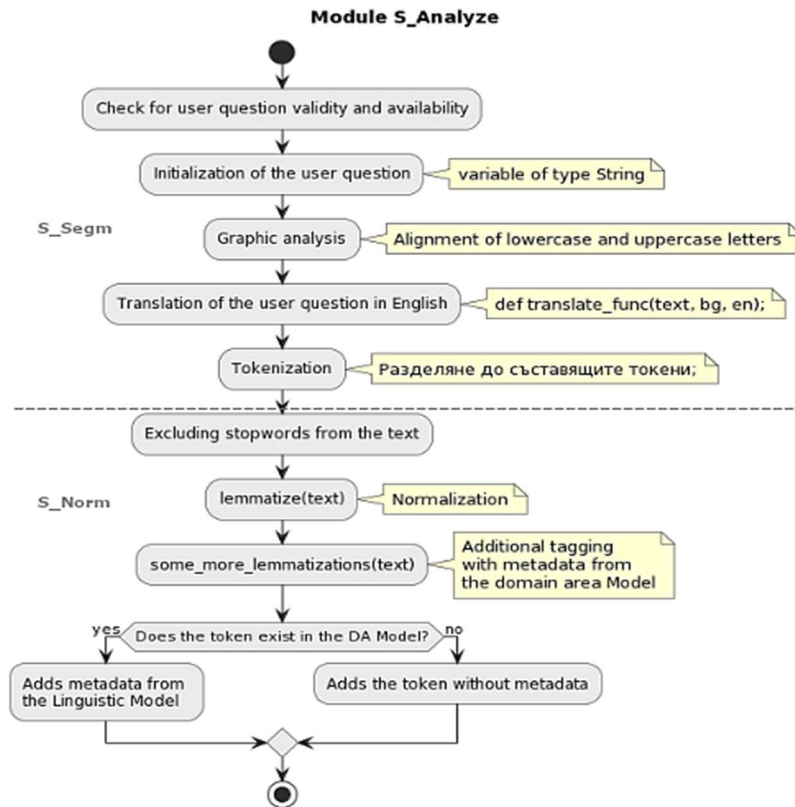 Module S_Analyze
Check for user question validity and availability
Initialization of the user question
variable of type String
S_Segm
Graphic analysis
Alignment of lowercase and uppercase letters
Translation of the user question in English
def translate_func(text, bg, en);
Tokenization
Разделяне до съставящите токени;
Excluding stopwords from the text
S_Norm
lemmatize(text)
Normalization
some_more_lemmatizations(text)
Additional tagging
with metadata from
the domain area Model
yes
Does the token exist in the DA Model?
no
Adds metadata from
the Linguistic Model
Adds the token without metadata